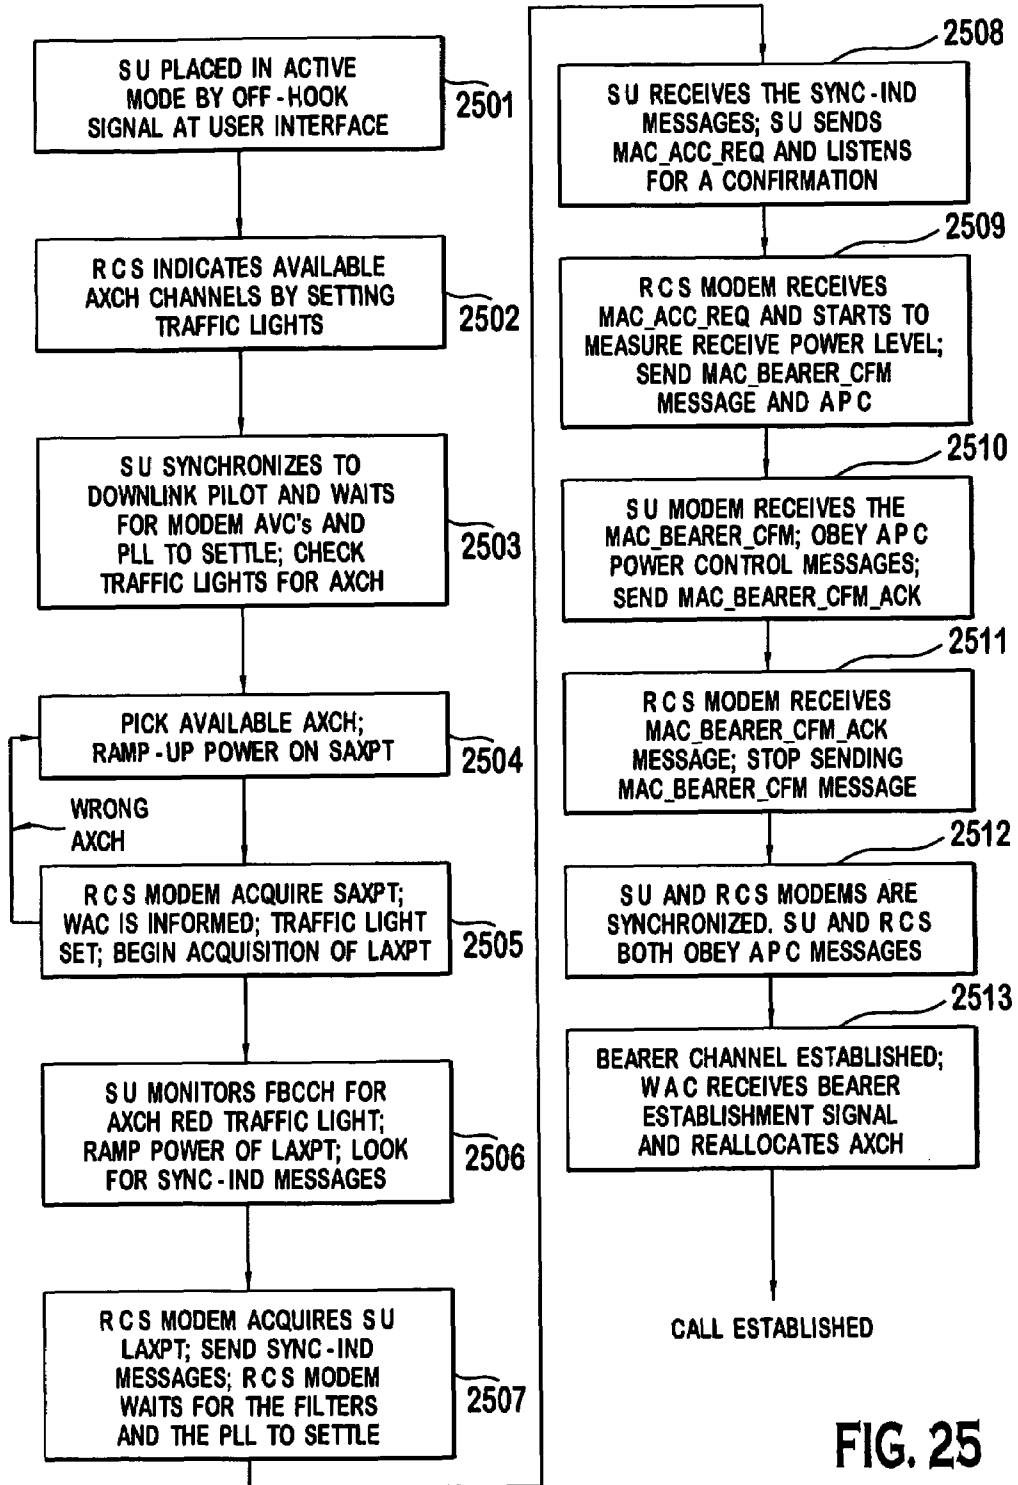 SU PLACED IN ACTIVE
MODE BY OFF-HOOK
SIGNAL AT USER INTERFACE
2501
RCS INDICATES AVAILABLE
AXCH CHANNELS BY SETTING
TRAFFIC LIGHTS
2502
SU SYNCHRONIZES TO
DOWNLINK PILOT AND WAITS
FOR MODEM AVC's AND
PLL TO SETTLE; CHECK
TRAFFIC LIGHTS FOR AXCH
2503
PICK AVAILABLE AXCH;
RAMP-UP POWER ON SAXPT
2504
WRONG
AXCH
RCS MODEM ACQUIRE SAXPT;
WAC IS INFORMED; TRAFFIC LIGHT
SET; BEGIN ACQUISITION OF LAXPT
2505
SU MONITORS FBCCH FOR
AXCH RED TRAFFIC LIGHT;
RAMP POWER OF LAXPT; LOOK
FOR SYNC-IND MESSAGES
2506
RCS MODEM ACQUIRES SU
LAXPT; SEND SYNC-IND
MESSAGES; RCS MODEM
WAITS FOR THE FILTERS
AND THE PLL TO SETTLE
2507
2508
SU RECEIVES THE SYNC-IND
MESSAGES; SU SENDS
MAC_ACC_REQ AND LISTENS
FOR A CONFIRMATION
2509
RCS MODEM RECEIVES
MAC_ACC_REQ AND STARTS TO
MEASURE RECEIVE POWER LEVEL;
SEND MAC_BEARER_CFM
MESSAGE AND APC
2510
SU MODEM RECEIVES THE
MAC_BEARER_CFM; OBEY APC
POWER CONTROL MESSAGES;
SEND MAC_BEARER_CFM_ACK
2511
RCS MODEM RECEIVES
MAC_BEARER_CFM_ACK
MESSAGE; STOP SENDING
MAC_BEARER_CFM MESSAGE
2512
SU AND RCS MODEMS ARE
SYNCHRONIZED. SU AND RCS
BOTH OBEY APC MESSAGES
2513
BEARER CHANNEL ESTABLISHED;
WAC RECEIVES BEARER
ESTABLISHMENT SIGNAL
AND REALLOCATES AXCH
CALL ESTABLISHED
FIG. 25